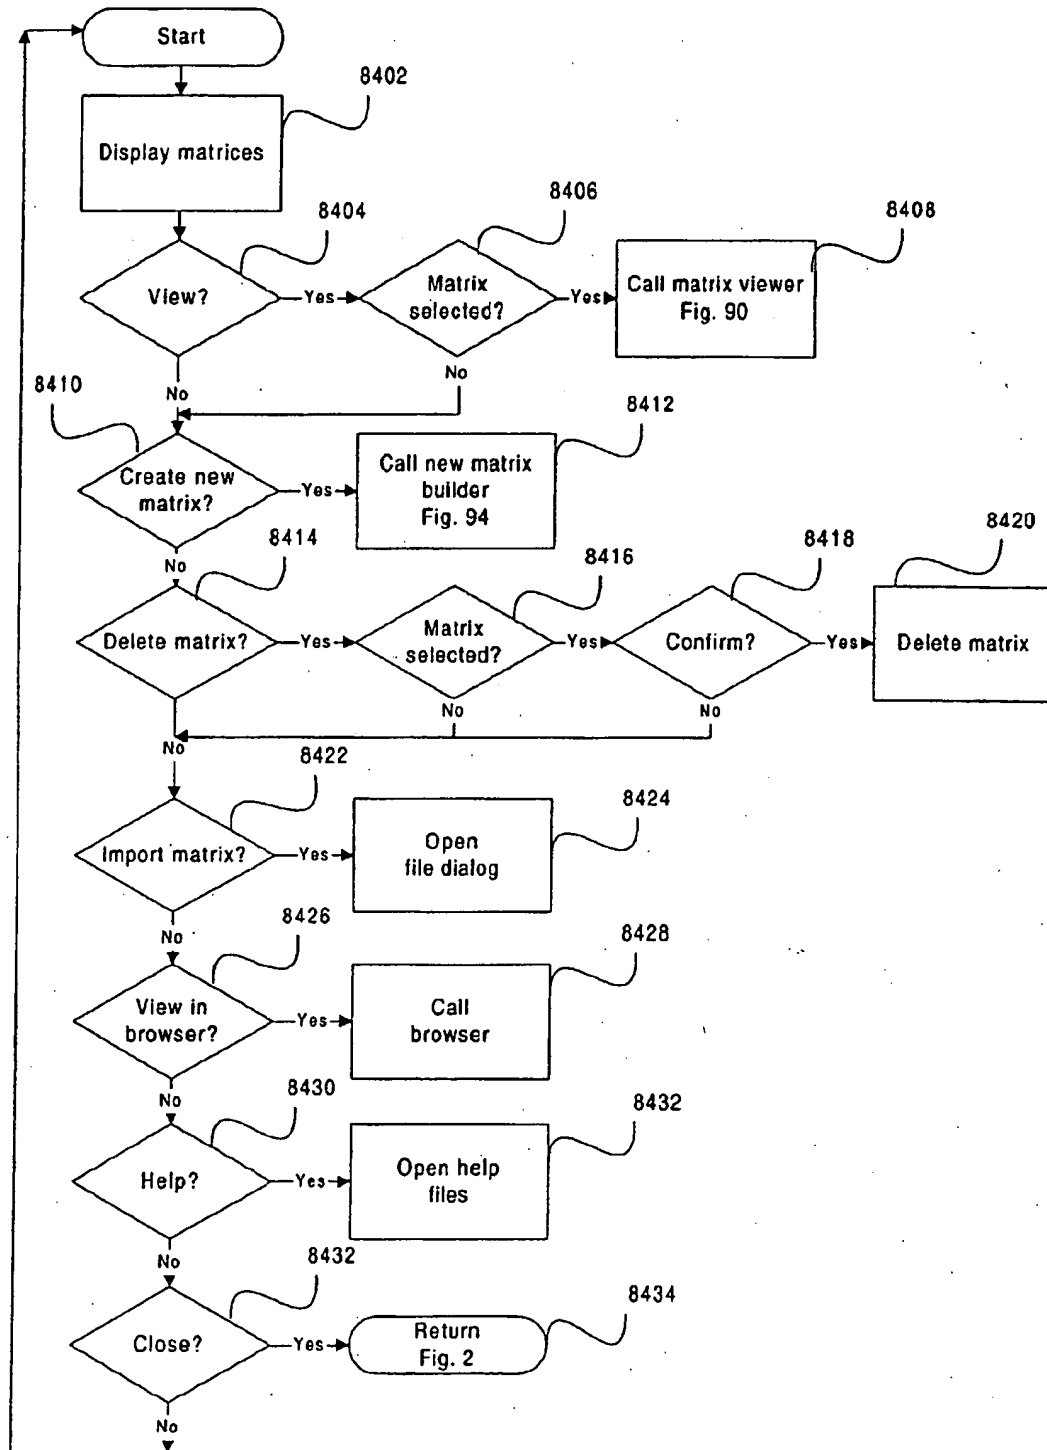 Start
8402
Display matrices
8404
8406
8408
View?
Yes
Matrix
selected?
Yes
Call matrix viewer
Fig. 90
No
No
8410
8412
Create new
matrix?
Yes
Call new matrix
builder
Fig. 94
No
8414
8416
8418
8420
Delete matrix?
Yes
Matrix
selected?
Yes
Confirm?
Yes
Delete matrix
No
No
No
8422
8424
Import matrix?
Yes
Open
file dialog
No
8426
8428
View in
browser?
Yes
Call
browser
No
8430
8432
Help?
Yes
Open help
files
No
8432
8434
Close?
Yes
Return
Fig. 2
No